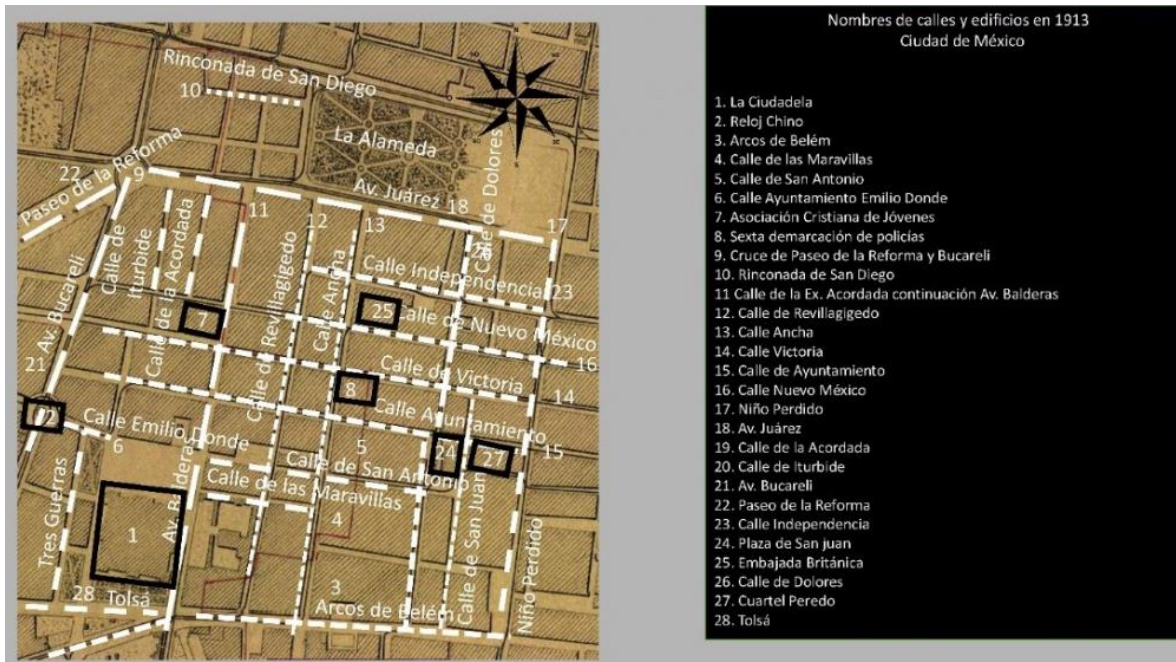 Rinconada de San Diego
10
La Alameda
Calle de Dolores
22
Paseo de la Reforma
9
Av. Juárez
18
11
12
13
17
26
Av. Bucareli
Calle de
Iturbide
Calle de la Acordada
Calle de Revillagigedo
Calle Ancha
Calle Independencia
23
7
25
Calle de Nuevo México
16
21
Calle de Victoria
14
8
2
Calle Emilio Donde
6
Calle Ayuntamiento
15
5
24
27
Calle de San Antonio
Calle de las Maravillas
Tres Guerras
1
Av. Balderas
4
Calle de San Juan
Niño Perdido
28
Tolsá
3
Arcos de Belém
Nombres de calles y edificios en 1913
Ciudad de México
1. La Ciudadela
2. Reloj Chino
3. Arcos de Belém
4. Calle de las Maravillas
5. Calle de San Antonio
6. Calle Ayuntamiento Emilio Donde
7. Asociación Cristiana de Jóvenes
8. Sexta demarcación de policías
9. Cruce de Paseo de la Reforma y Bucareli
10. Rinconada de San Diego
11 Calle de la Ex. Acordada continuación Av. Balderas
12. Calle de Revillagigedo
13. Calle Ancha
14. Calle Victoria
15. Calle de Ayuntamiento
16. Calle Nuevo México
17. Niño Perdido
18. Av. Juárez
19. Calle de la Acordada
20. Calle de Iturbide
21. Av. Bucareli
22. Paseo de la Reforma
23. Calle Independencia
24. Plaza de San juan
25. Embajada Británica
26. Calle de Dolores
27. Cuartel Peredo
28. Tolsá